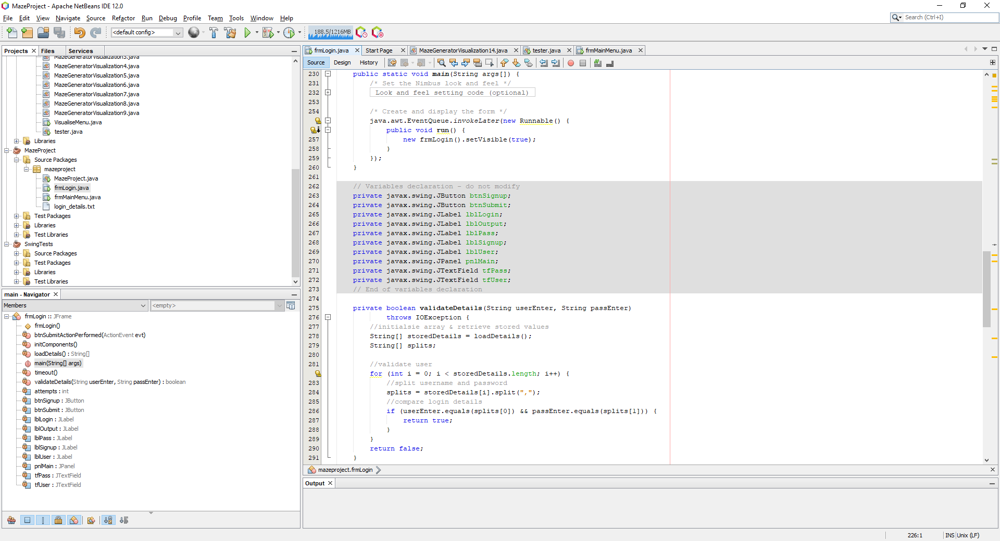 MazeProject - Apache NetBeans IDE 12.0
File Edit View Navigate Source Refactor Run Debug Profile Team Tools Window Help
Search (Ctrl+I)
<default config>
188.5/1216MB
Projects Files Services
MazeGeneratorVisualization3.java
MazeGeneratorVisualization4.java
MazeGeneratorVisualization5.java
MazeGeneratorVisualization6.java
MazeGeneratorVisualization7.java
MazeGeneratorVisualization8.java
MazeGeneratorVisualization9.java
VisualiseMenu.java
tester.java
Libraries
MazeProject
Source Packages
mazeproject
MazeProject.java
frmLogin.java
frmMainMenu.java
login_details.txt
Test Packages
Libraries
Test Libraries
SwingTests
Source Packages
Test Packages
Libraries
Test Libraries
main - Navigator
Members
<empty>
frmLogin :: JFrame
frmLogin()
btnSubmitActionPerformed(ActionEvent evt)
initComponents()
loadDetails() : String[]
main(String[] args)
timeout()
validateDetails(String userEnter, String passEnter) : boolean
attempts : int
btnSignup : JButton
btnSubmit : JButton
lblLogin : JLabel
lblOutput : JLabel
lblPass : JLabel
lblSignup : JLabel
lblUser : JLabel
pnlMain : JPanel
tfPass : JTextField
tfUser : JTextField
frmLogin.java Start Page MazeGeneratorVisualization14.java tester.java frmMainMenu.java
Source Design History
230 public static void main(String args[]) {
231 /* Set the Nimbus look and feel */
232 Look and feel setting code (optional)
253
254 /* Create and display the form */
java.awt.EventQueue.invokeLater(new Runnable() {
public void run() {
257 new frmLogin().setVisible(true);
258 }
259 });
260 }
261
262 // Variables declaration - do not modify
263 private javax.swing.JButton btnSignup;
264 private javax.swing.JButton btnSubmit;
265 private javax.swing.JLabel lblLogin;
266 private javax.swing.JLabel lblOutput;
267 private javax.swing.JLabel lblPass;
268 private javax.swing.JLabel lblSignup;
269 private javax.swing.JLabel lblUser;
270 private javax.swing.JPanel pnlMain;
271 private javax.swing.JTextField tfPass;
272 private javax.swing.JTextField tfUser;
273 // End of variables declaration
274
275 private boolean validateDetails(String userEnter, String passEnter)
276 throws IOException {
277 //initialsie array & retrieve stored values
278 String[] storedDetails = loadDetails();
279 String[] splits;
280
281 //validate user
for (int i = 0; i < storedDetails.length; i++) {
283 //split username and password
284 splits = storedDetails[i].split(",");
285 //compare login details
286 if (userEnter.equals(splits[0]) && passEnter.equals(splits[1])) {
287 return true;
288 }
289 }
290 return false;
291 }
mazeproject.frmLogin
Output
226:1 INS Unix (LF)